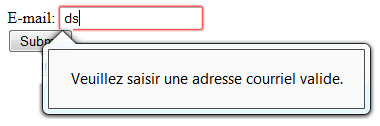 E-mail: ds
Subm
Veuillez saisir une adresse courriel valide.